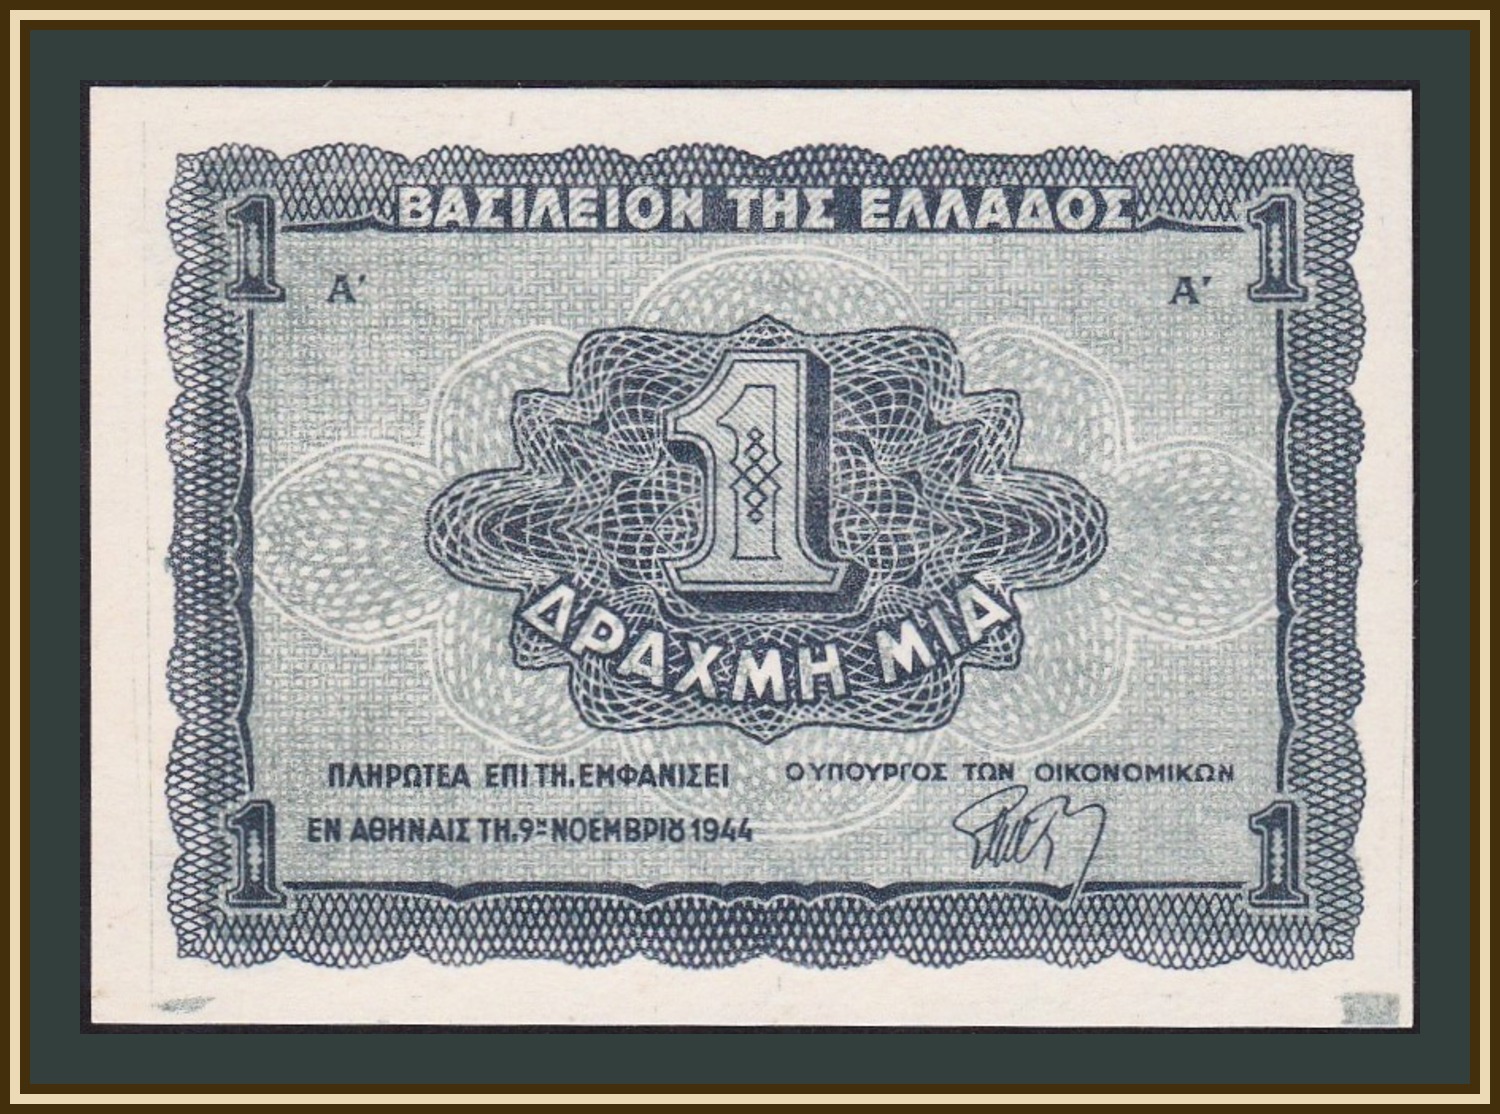 ΒΑΣΙΛΕΙΟΝ ΤΗΣ ΕΛΛΑΔΟΣ
1 1
Α΄ Α΄
1
ΔΡΑΧΜΗ ΜΙΑ
ΠΛΗΡΩΤΕΑ ΕΠΙ ΤΗ, ΕΜΦΑΝΙΣΕΙ
Ο ΥΠΟΥΡΓΟΣ ΤΩΝ ΟΙΚΟΝΟΜΙΚΩΝ
ΕΝ ΑΘΗΝΑΙΣ ΤΗ, 9ῃ ΝΟΕΜΒΡΙȢ 1944
1 1